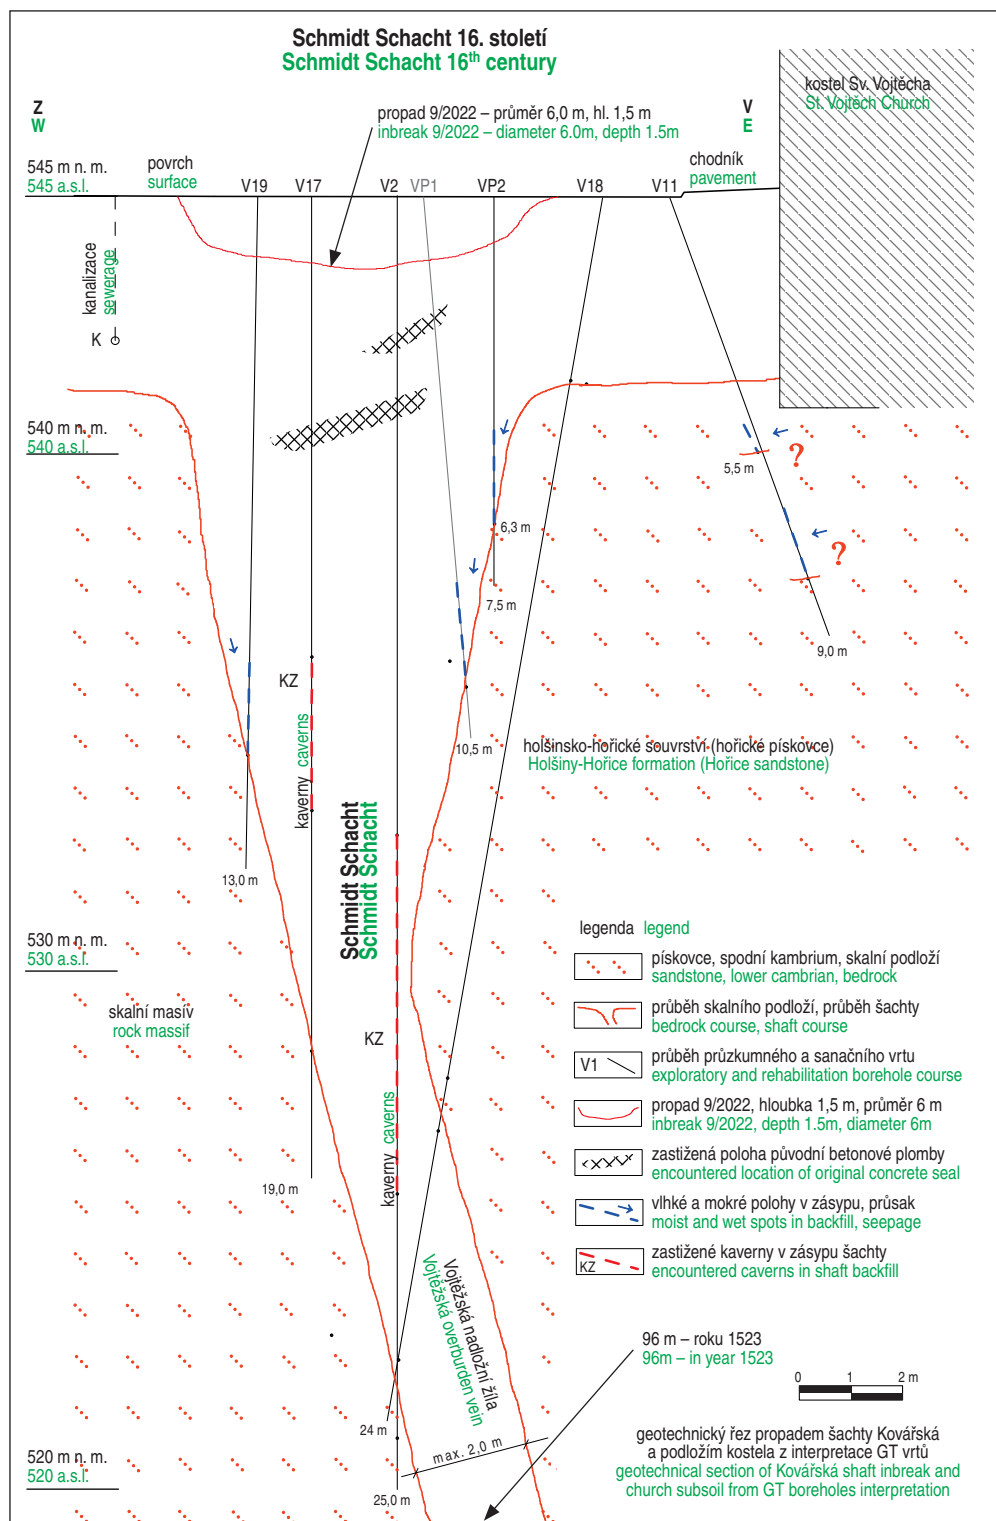 Schmidt Schacht 16. století
Schmidt Schacht 16th century
kostel Sv. Vojtěcha
St. Vojtěch Church
Z
W
V
E
propad 9/2022 – průměr 6,0 m, hl. 1,5 m
inbreak 9/2022 – diameter 6.0m, depth 1.5m
545 m n. m.
545 a.s.l.
povrch
surface
V19
V17
V2
VP1
VP2
V18
V11
chodník
pavement
kanalizace
sewerage
K
540 m n. m.
540 a.s.l.
5,5 m
?
6,3 m
?
7,5 m
9,0 m
KZ
kaverny caverns
10,5 m
holšinsko-hořické souvrství (hořické pískovce)
Holšiny-Hořice formation (Hořice sandstone)
Schmidt Schacht
Schmidt Schacht
13,0 m
530 m n. m.
530 a.s.l.
skalní masív
rock massif
KZ
kaverny caverns
19,0 m
legenda legend
pískovce, spodní kambrium, skalní podloží
sandstone, lower cambrian, bedrock
průběh skalního podloží, průběh šachty
bedrock course, shaft course
V1
průběh průzkumného a sanačního vrtu
exploratory and rehabilitation borehole course
propad 9/2022, hloubka 1,5 m, průměr 6 m
inbreak 9/2022, depth 1.5m, diameter 6m
zastižená poloha původní betonové plomby
encountered location of original concrete seal
vlhké a mokré polohy v zásypu, průsak
moist and wet spots in backfill, seepage
KZ
zastižené kaverny v zásypu šachty
encountered caverns in shaft backfill
Vojtěžská nadložní žíla
Vojtěžská overburden vein
96 m – roku 1523
96m – in year 1523
0 1 2 m
24 m
max. 2,0 m
25,0 m
520 m n. m.
520 a.s.l.
geotechnický řez propadem šachty Kovářská
a podložím kostela z interpretace GT vrtů
geotechnical section of Kovářská shaft inbreak and
church subsoil from GT boreholes interpretation